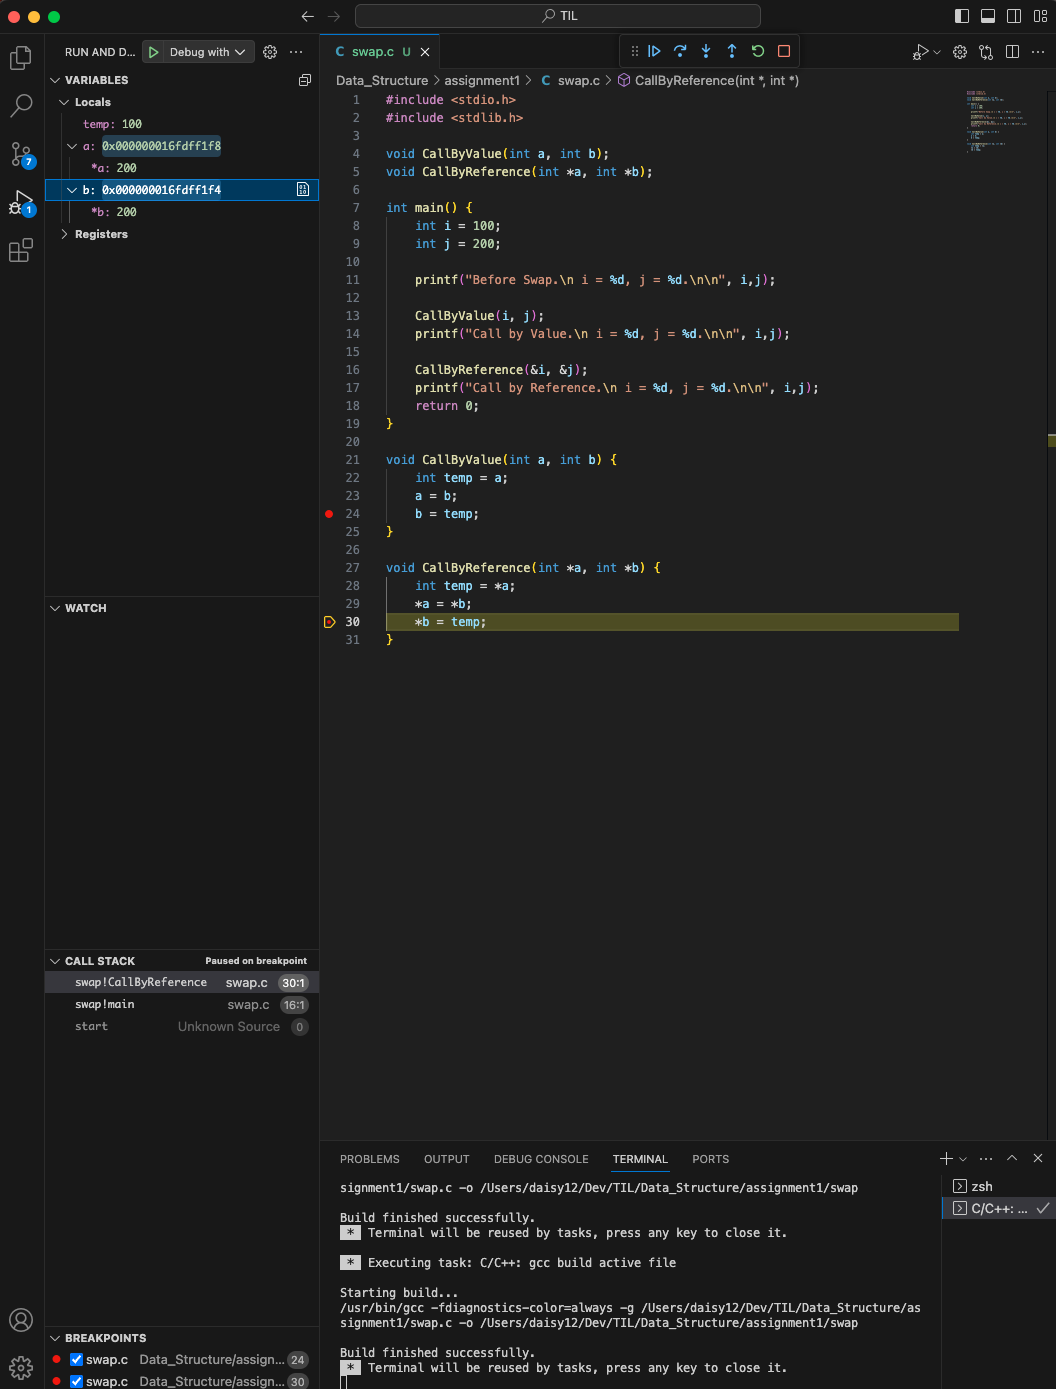 TIL
RUN AND D...
Debug with
VARIABLES
Locals
temp: 100
a: 0x000000016fdff1f8
*a: 200
b: 0x000000016fdff1f4
*b: 200
Registers
7
1
WATCH
CALL STACK
Paused on breakpoint
swap!CallByReference swap.c 30:1
swap!main swap.c 16:1
start Unknown Source 0
BREAKPOINTS
swap.c Data_Structure/assign... 24
swap.c Data_Structure/assign... 30
C swap.c U
Data_Structure > assignment1 > C swap.c > CallByReference(int *, int *)
1 #include <stdio.h>
2 #include <stdlib.h>
3
4 void CallByValue(int a, int b);
5 void CallByReference(int *a, int *b);
6
7 int main() {
8 int i = 100;
9 int j = 200;
10
11 printf("Before Swap.\n i = %d, j = %d.\n\n", i,j);
12
13 CallByValue(i, j);
14 printf("Call by Value.\n i = %d, j = %d.\n\n", i,j);
15
16 CallByReference(&i, &j);
17 printf("Call by Reference.\n i = %d, j = %d.\n\n", i,j);
18 return 0;
19 }
20
21 void CallByValue(int a, int b) {
22 int temp = a;
23 a = b;
24 b = temp;
25 }
26
27 void CallByReference(int *a, int *b) {
28 int temp = *a;
29 *a = *b;
30 *b = temp;
31 }
PROBLEMS OUTPUT DEBUG CONSOLE TERMINAL PORTS
signment1/swap.c -o /Users/daisy12/Dev/TIL/Data_Structure/assignment1/swap
Build finished successfully.
* Terminal will be reused by tasks, press any key to close it.
* Executing task: C/C++: gcc build active file
Starting build...
/usr/bin/gcc -fdiagnostics-color=always -g /Users/daisy12/Dev/TIL/Data_Structure/as
signment1/swap.c -o /Users/daisy12/Dev/TIL/Data_Structure/assignment1/swap
Build finished successfully.
* Terminal will be reused by tasks, press any key to close it.
zsh
C/C++: ...